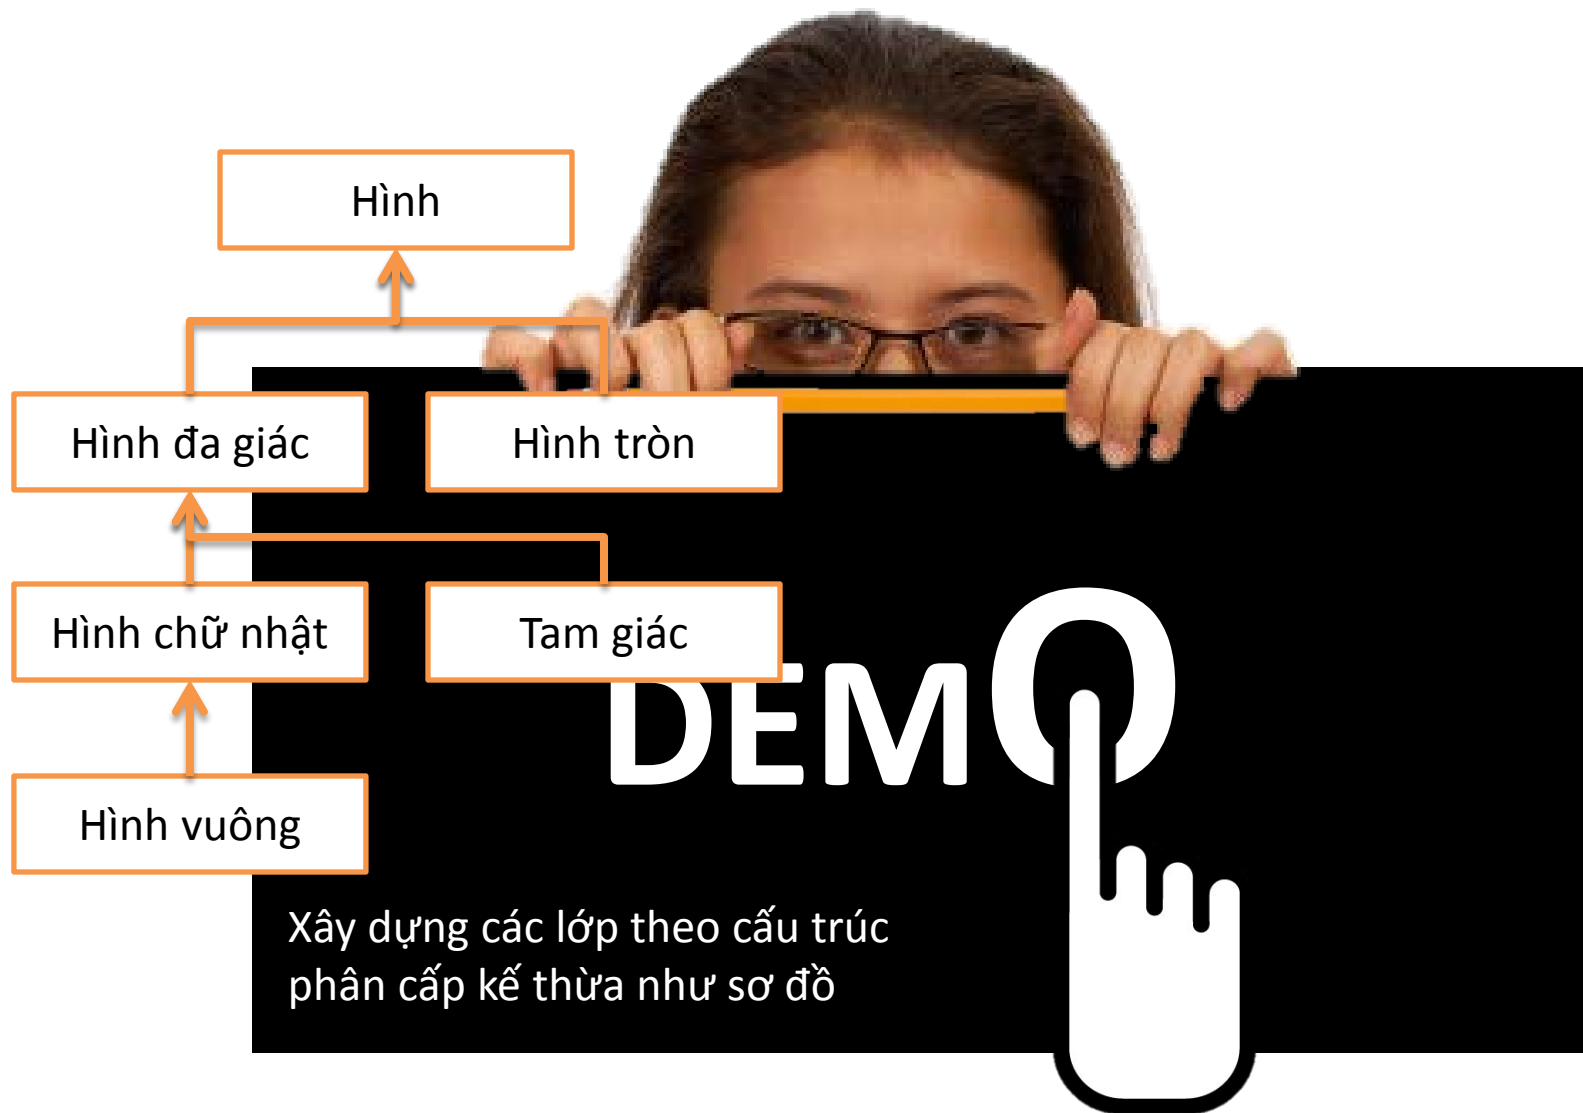 Hình
Hình đa giác
Hình tròn
Hình chữ nhật
Tam giác
DEMO
Hình vuông
Xây dựng các lớp theo cấu trúc
phân cấp kế thừa như sơ đồ